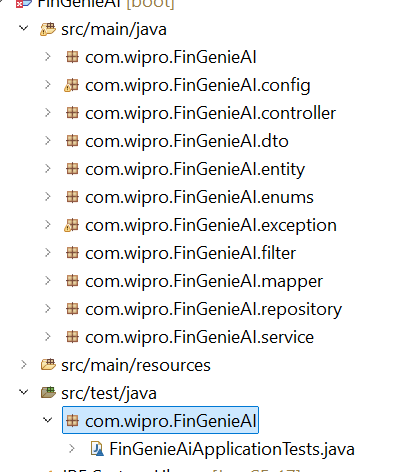 FinGenieAI [boot]
src/main/java
com.wipro.FinGenieAI
com.wipro.FinGenieAI.config
com.wipro.FinGenieAI.controller
com.wipro.FinGenieAI.dto
com.wipro.FinGenieAI.entity
com.wipro.FinGenieAI.enums
com.wipro.FinGenieAI.exception
com.wipro.FinGenieAI.filter
com.wipro.FinGenieAI.mapper
com.wipro.FinGenieAI.repository
com.wipro.FinGenieAI.service
src/main/resources
src/test/java
com.wipro.FinGenieAI
FinGenieAiApplicationTests.java